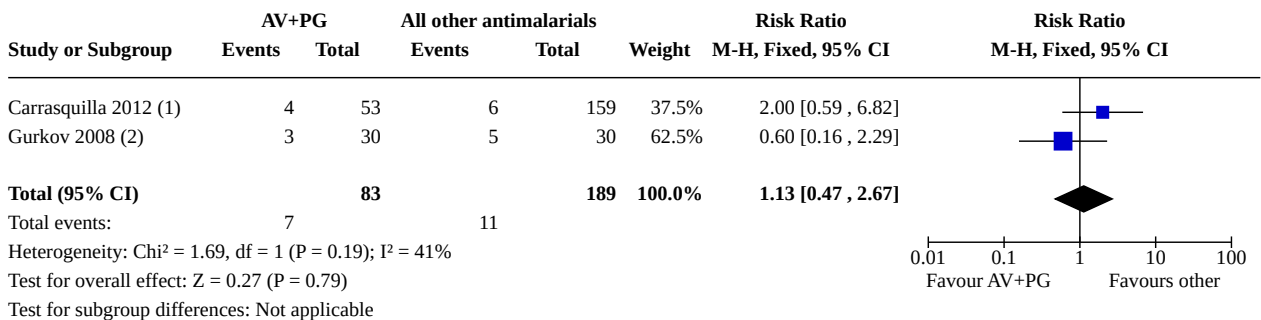 AV+PG All other antimalarials Risk Ratio Risk Ratio
Study or Subgroup Events Total Events Total Weight M-H, Fixed, 95% CI M-H, Fixed, 95% CI
Carrasquilla 2012 (1) 4 53 6 159 37.5% 2.00 [0.59 , 6.82]
Gurkov 2008 (2) 3 30 5 30 62.5% 0.60 [0.16 , 2.29]
Total (95% CI) 83 189 100.0% 1.13 [0.47 , 2.67]
Total events: 7 11
Heterogeneity: Chi² = 1.69, df = 1 (P = 0.19); I² = 41%
Test for overall effect: Z = 0.27 (P = 0.79)
Test for subgroup differences: Not applicable
0.01 0.1 1 10 100
Favour AV+PG Favours other